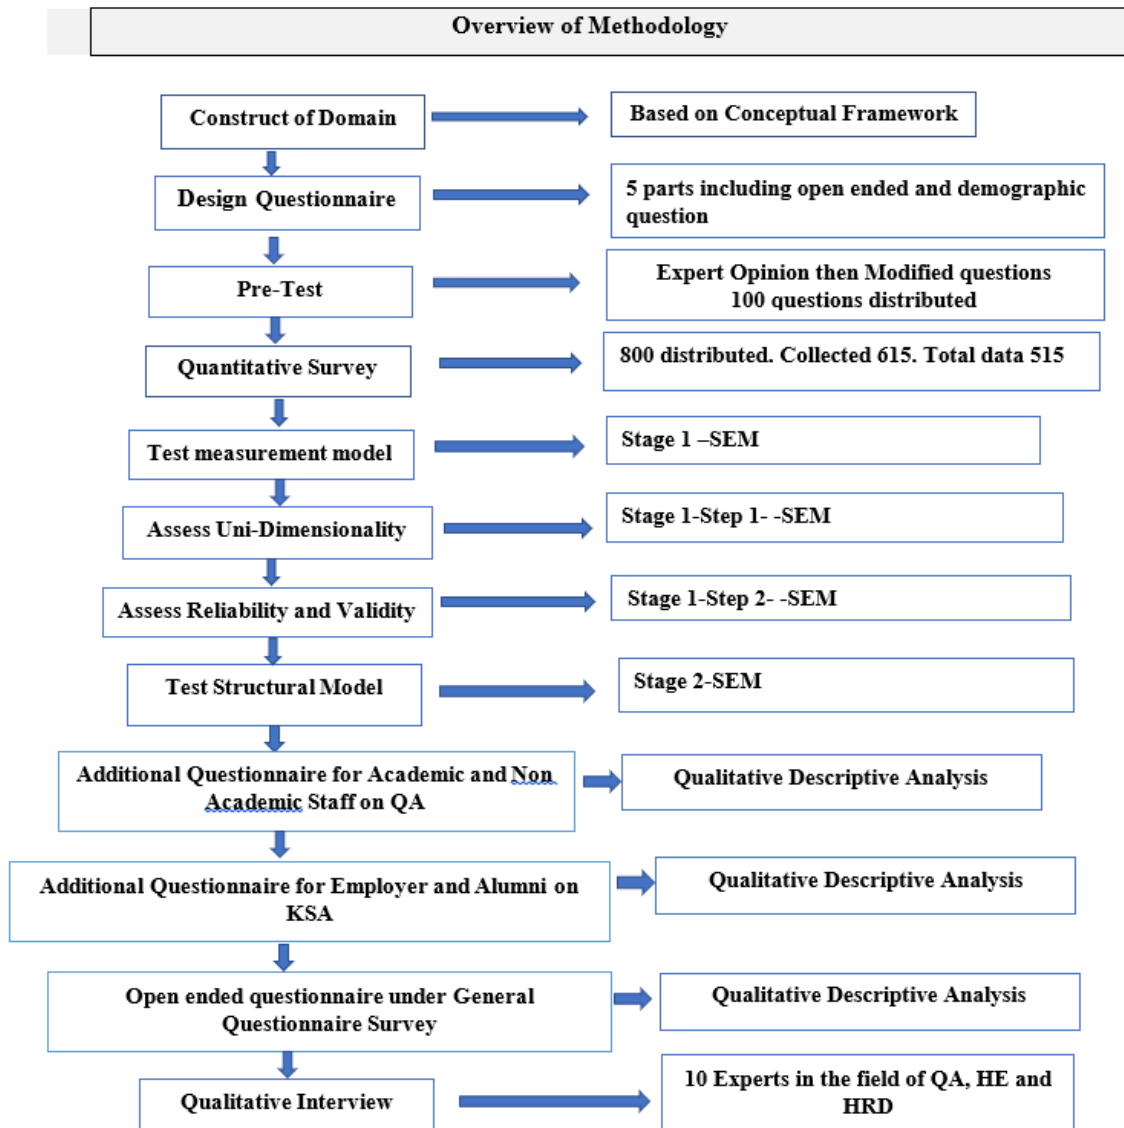 Overview of Methodology
Construct of Domain
Based on Conceptual Framework
Design Questionnaire
5 parts including open ended and demographic
question
Pre-Test
Expert Opinion then Modified questions
100 questions distributed
Quantitative Survey
800 distributed. Collected 615. Total data 515
Test measurement model
Stage 1 –SEM
Assess Uni-Dimensionality
Stage 1-Step 1- -SEM
Assess Reliability and Validity
Stage 1-Step 2- -SEM
Test Structural Model
Stage 2-SEM
Additional Questionnaire for Academic and Non
Academic Staff on QA
Qualitative Descriptive Analysis
Additional Questionnaire for Employer and Alumni on
KSA
Qualitative Descriptive Analysis
Open ended questionnaire under General
Questionnaire Survey
Qualitative Descriptive Analysis
Qualitative Interview
10 Experts in the field of QA, HE and
HRD